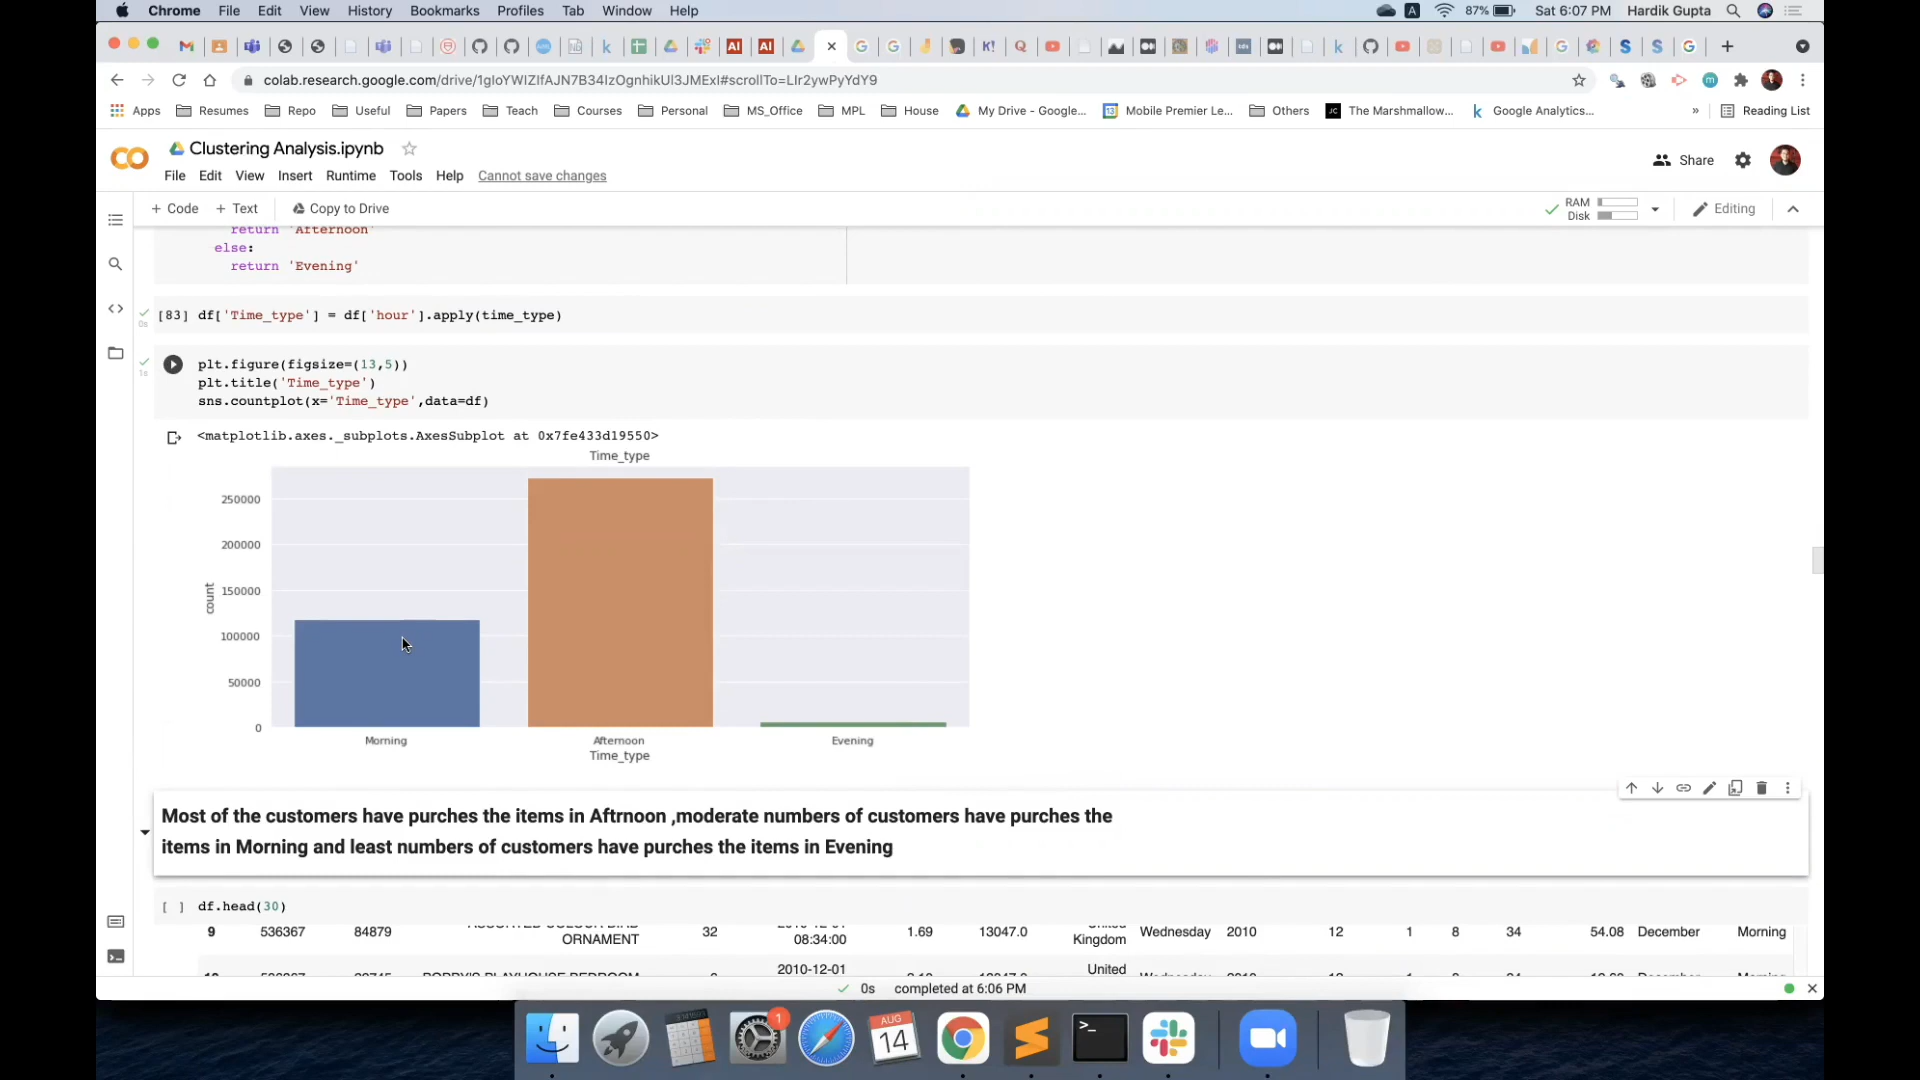 Chrome File Edit View History Bookmarks Profiles Tab Window Help
87% Sat 6:07 PM Hardik Gupta
colab.research.google.com/drive/1gIoYWIZIfAJN7B34IzOgnhikUl3JMExI#scrollTo=LIr2ywPyYdY9
Apps Resumes Repo Useful Papers Teach Courses Personal MS_Office MPL House My Drive - Google... Mobile Premier Le... Others The Marshmallow... Google Analytics... » Reading List
Clustering Analysis.ipynb
Share
File Edit View Insert Runtime Tools Help Cannot save changes
+ Code + Text Copy to Drive
RAM
Disk
Editing
return 'Afternoon'
else:
return 'Evening'
[83] df['Time_type'] = df['hour'].apply(time_type)
0s
plt.figure(figsize=(13,5))
1s
plt.title('Time_type')
sns.countplot(x='Time_type',data=df)
<matplotlib.axes._subplots.AxesSubplot at 0x7fe433d19550>
Time_type
250000
200000
150000
100000
50000
0
count
Morning Afternoon Evening
Time_type
Most of the customers have purches the items in Aftrnoon ,moderate numbers of customers have purches the
items in Morning and least numbers of customers have purches the items in Evening
[ ] df.head(30)
9 536367 84879 ORNAMENT 32 08:34:00 1.69 13047.0 Kingdom Wednesday 2010 12 1 8 34 54.08 December Morning
2010-12-01 United
0s completed at 6:06 PM
1
AUG
14